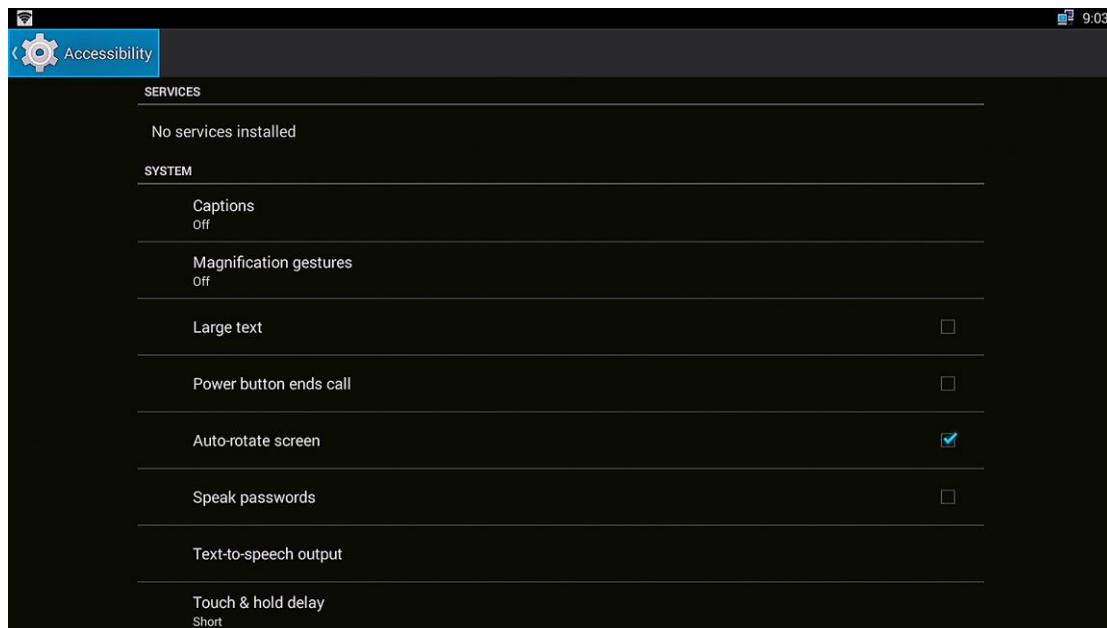 9:03
Accessibility
SERVICES
No services installed
SYSTEM
Captions
Off
Magnification gestures
Off
Large text
Power button ends call
Auto-rotate screen
Speak passwords
Text-to-speech output
Touch & hold delay
Short